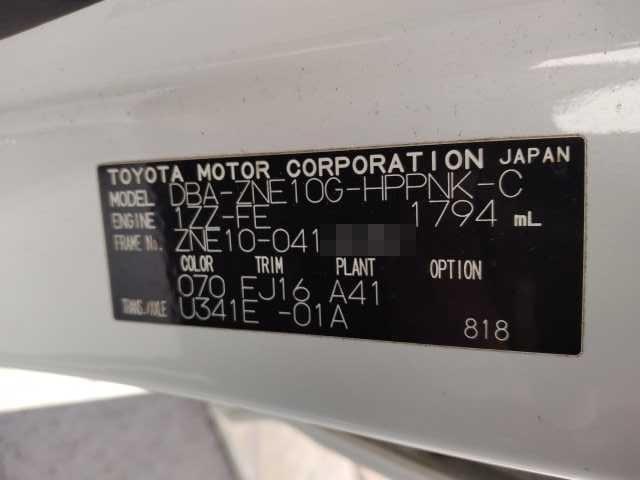 TOYOTA MOTOR CORPORATION JAPAN
MODEL DBA-ZNE10G-HPPNK-C
ENGINE 1ZZ-FE 1794 mL
FRAME No. ZNE10-041
COLOR TRIM PLANT OPTION
070 FJ16 A41
TRANS./AXLE U341E -01A
818